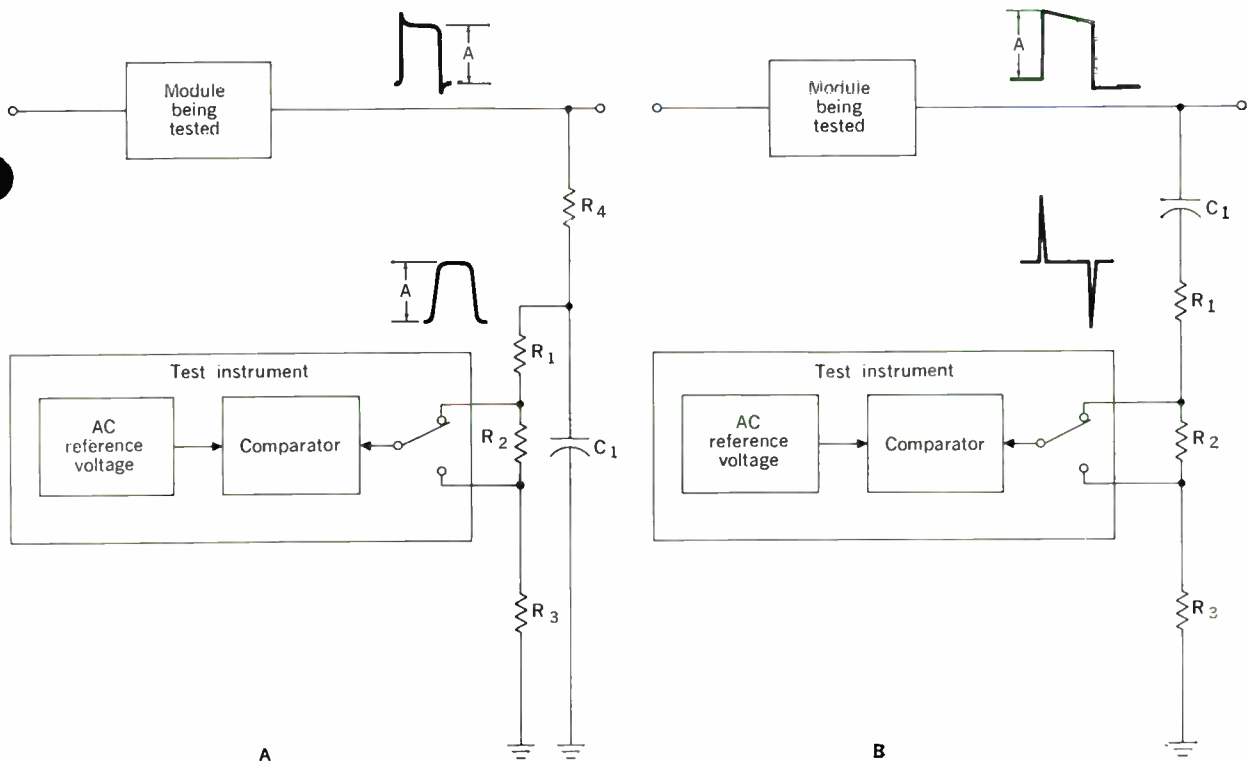 A
Module
being
tested
R4
A
R1
Test instrument
AC
reference
voltage
Comparator
R2
C1
R3
A
A
Module
being
tested
C1
R1
Test instrument
AC
reference
voltage
Comparator
R2
R3
B